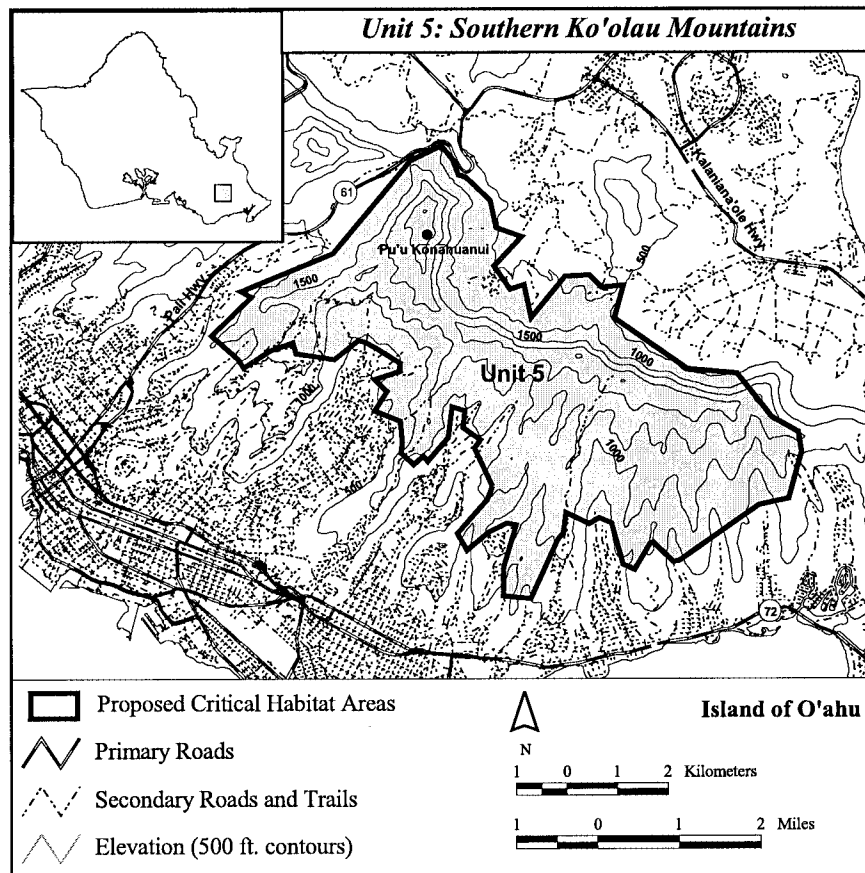 Unit 5: Southern Ko'olau Mountains
61
Kalaniana'ole Hwy
Pu'u Konahuanui
500
Pali Hwy
1500
1500
1000
Unit 5
1000
1000
500
72
Proposed Critical Habitat Areas
Primary Roads
Secondary Roads and Trails
Elevation (500 ft. contours)
N
Island of O'ahu
1 0 1 2 Kilometers
1 0 1 2 Miles